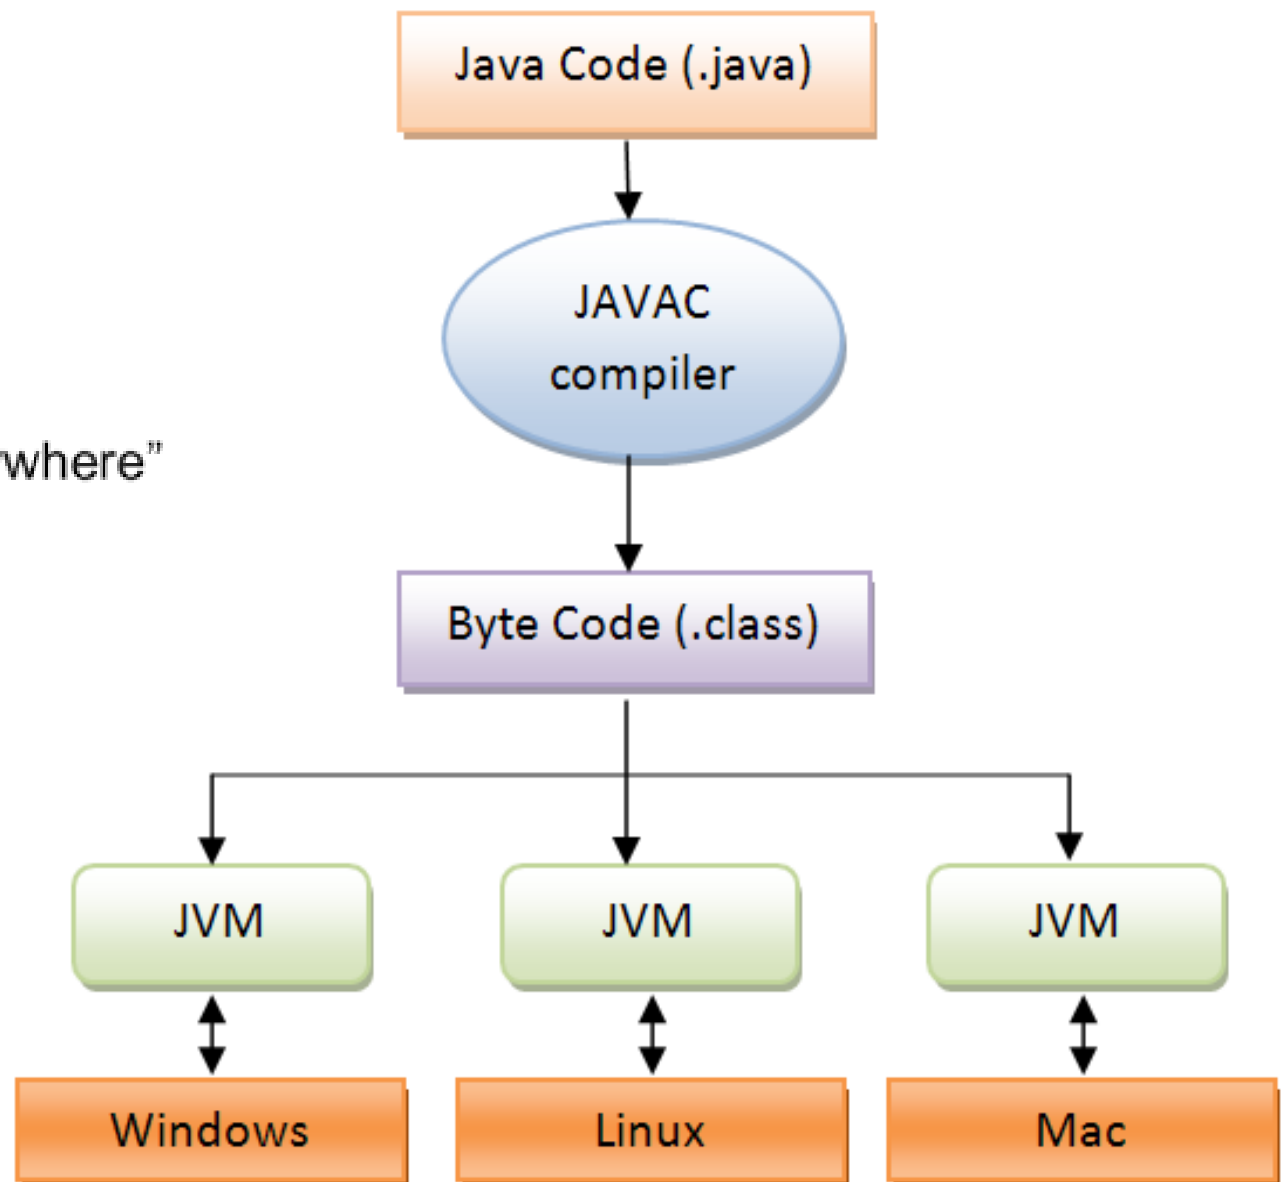 Java Code (.java)
JAVAC
compiler
where”
Byte Code (.class)
JVM
JVM
JVM
Windows
Linux
Mac